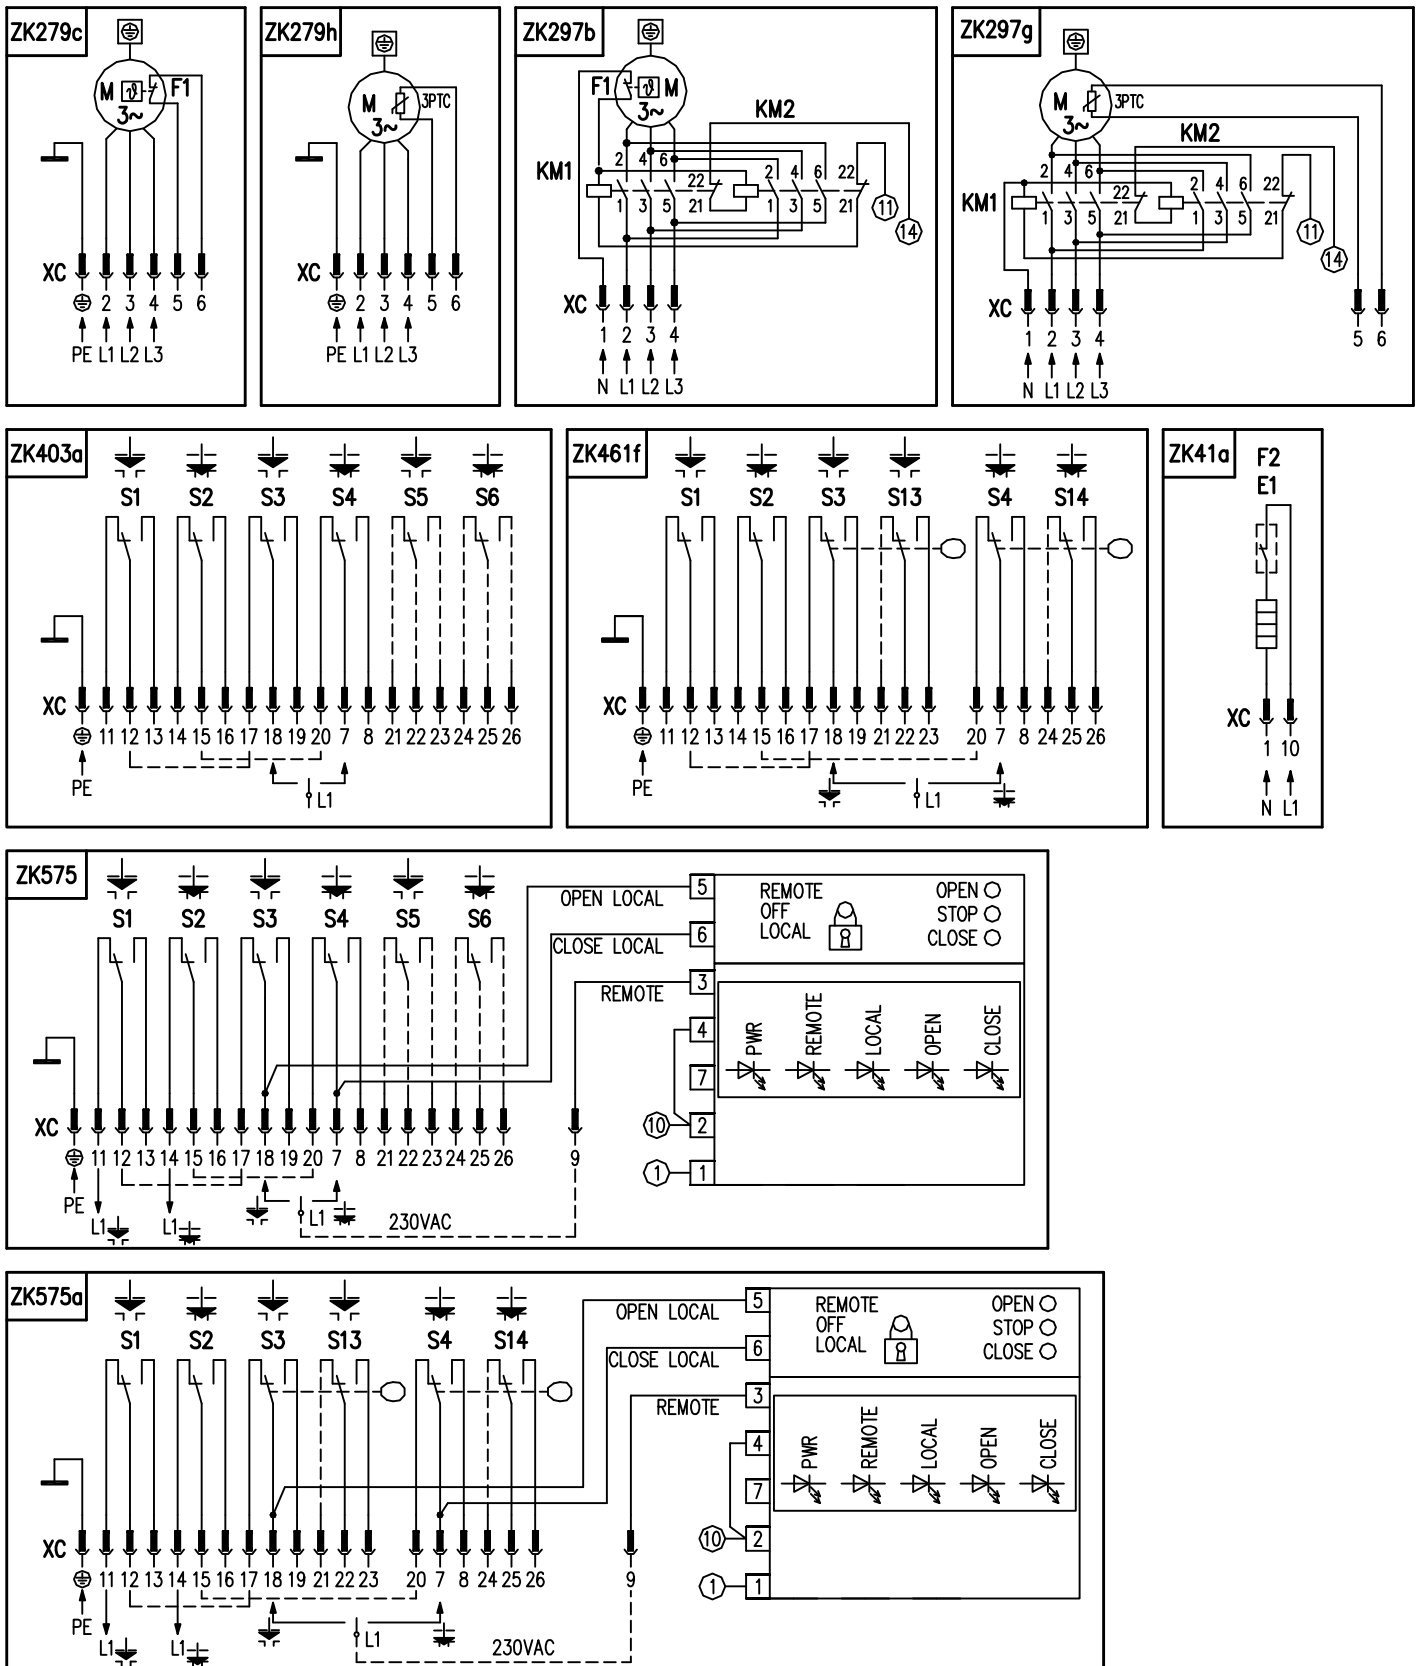 ZK279c
M
F1
3~
XC
2 3 4 5 6
PE L1 L2 L3
ZK279h
M
3PTC
3~
XC
2 3 4 5 6
PE L1 L2 L3
ZK297b
F1
M
3~
KM2
KM1
2 4 6 22 2 4 6 22
1 3 5 21 1 3 5 21
11
14
XC
1 2 3 4
N L1 L2 L3
ZK297g
M
3PTC
3~
KM2
KM1
2 4 6 22 2 4 6 22
1 3 5 21 1 3 5 21
11
14
XC
1 2 3 4 5 6
N L1 L2 L3
ZK403a
S1 S2 S3 S4 S5 S6
XC
11 12 13 14 15 16 17 18 19 20 7 8 21 22 23 24 25 26
PE
L1
ZK461f
S1 S2 S3 S13 S4 S14
XC
11 12 13 14 15 16 17 18 19 21 22 23 20 7 8 24 25 26
PE
L1
ZK41a
F2
E1
XC
1 10
N L1
ZK575
S1 S2 S3 S4 S5 S6
XC
11 12 13 14 15 16 17 18 19 20 7 8 21 22 23 24 25 26 9
PE
L1 L1 L1
230VAC
OPEN LOCAL 5
CLOSE LOCAL 6
REMOTE 3
4
7
10 2
1 1
REMOTE
OFF
LOCAL
OPEN
STOP
CLOSE
PWR
REMOTE
LOCAL
OPEN
CLOSE
ZK575a
S1 S2 S3 S13 S4 S14
XC
11 12 13 14 15 16 17 18 19 21 22 23 20 7 8 24 25 26 9
PE
L1 L1 L1
230VAC
OPEN LOCAL 5
CLOSE LOCAL 6
REMOTE 3
4
7
10 2
1 1
REMOTE
OFF
LOCAL
OPEN
STOP
CLOSE
PWR
REMOTE
LOCAL
OPEN
CLOSE